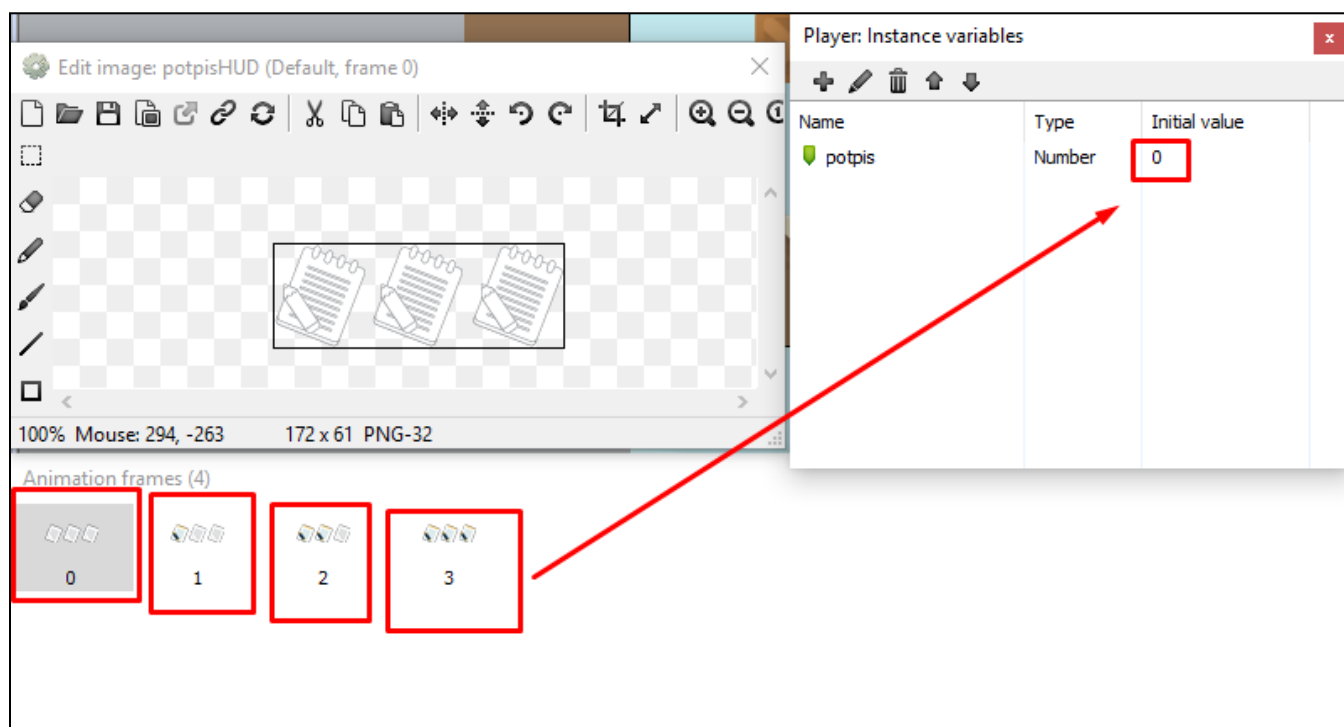 Edit image: potpisHUD (Default, frame 0)
100% Mouse: 294, -263 172 x 61 PNG-32
Animation frames (4)
0 1 2 3
Player: Instance variables
x
Name Type Initial value
potpis Number 0